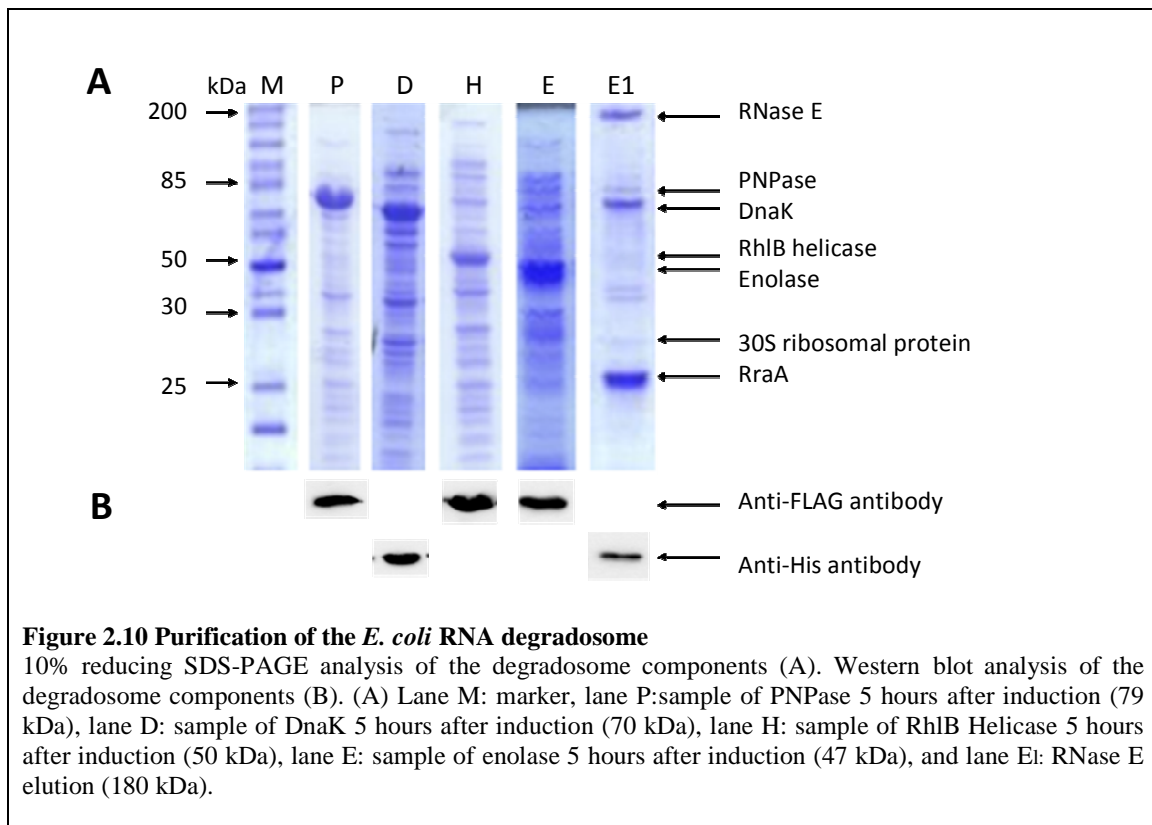 A
kDa M P D H E E1
200
85
50
30
25
RNase E
PNPase
DnaK
RhlB helicase
Enolase
30S ribosomal protein
RraA
B
Anti-FLAG antibody
Anti-His antibody
Figure 2.10 Purification of the E. coli RNA degradosome
10% reducing SDS-PAGE analysis of the degradosome components (A). Western blot analysis of the
degradosome components (B). (A) Lane M: marker, lane P:sample of PNPase 5 hours after induction (79
kDa), lane D: sample of DnaK 5 hours after induction (70 kDa), lane H: sample of RhlB Helicase 5 hours
after induction (50 kDa), lane E: sample of enolase 5 hours after induction (47 kDa), and lane E1: RNase E
elution (180 kDa).